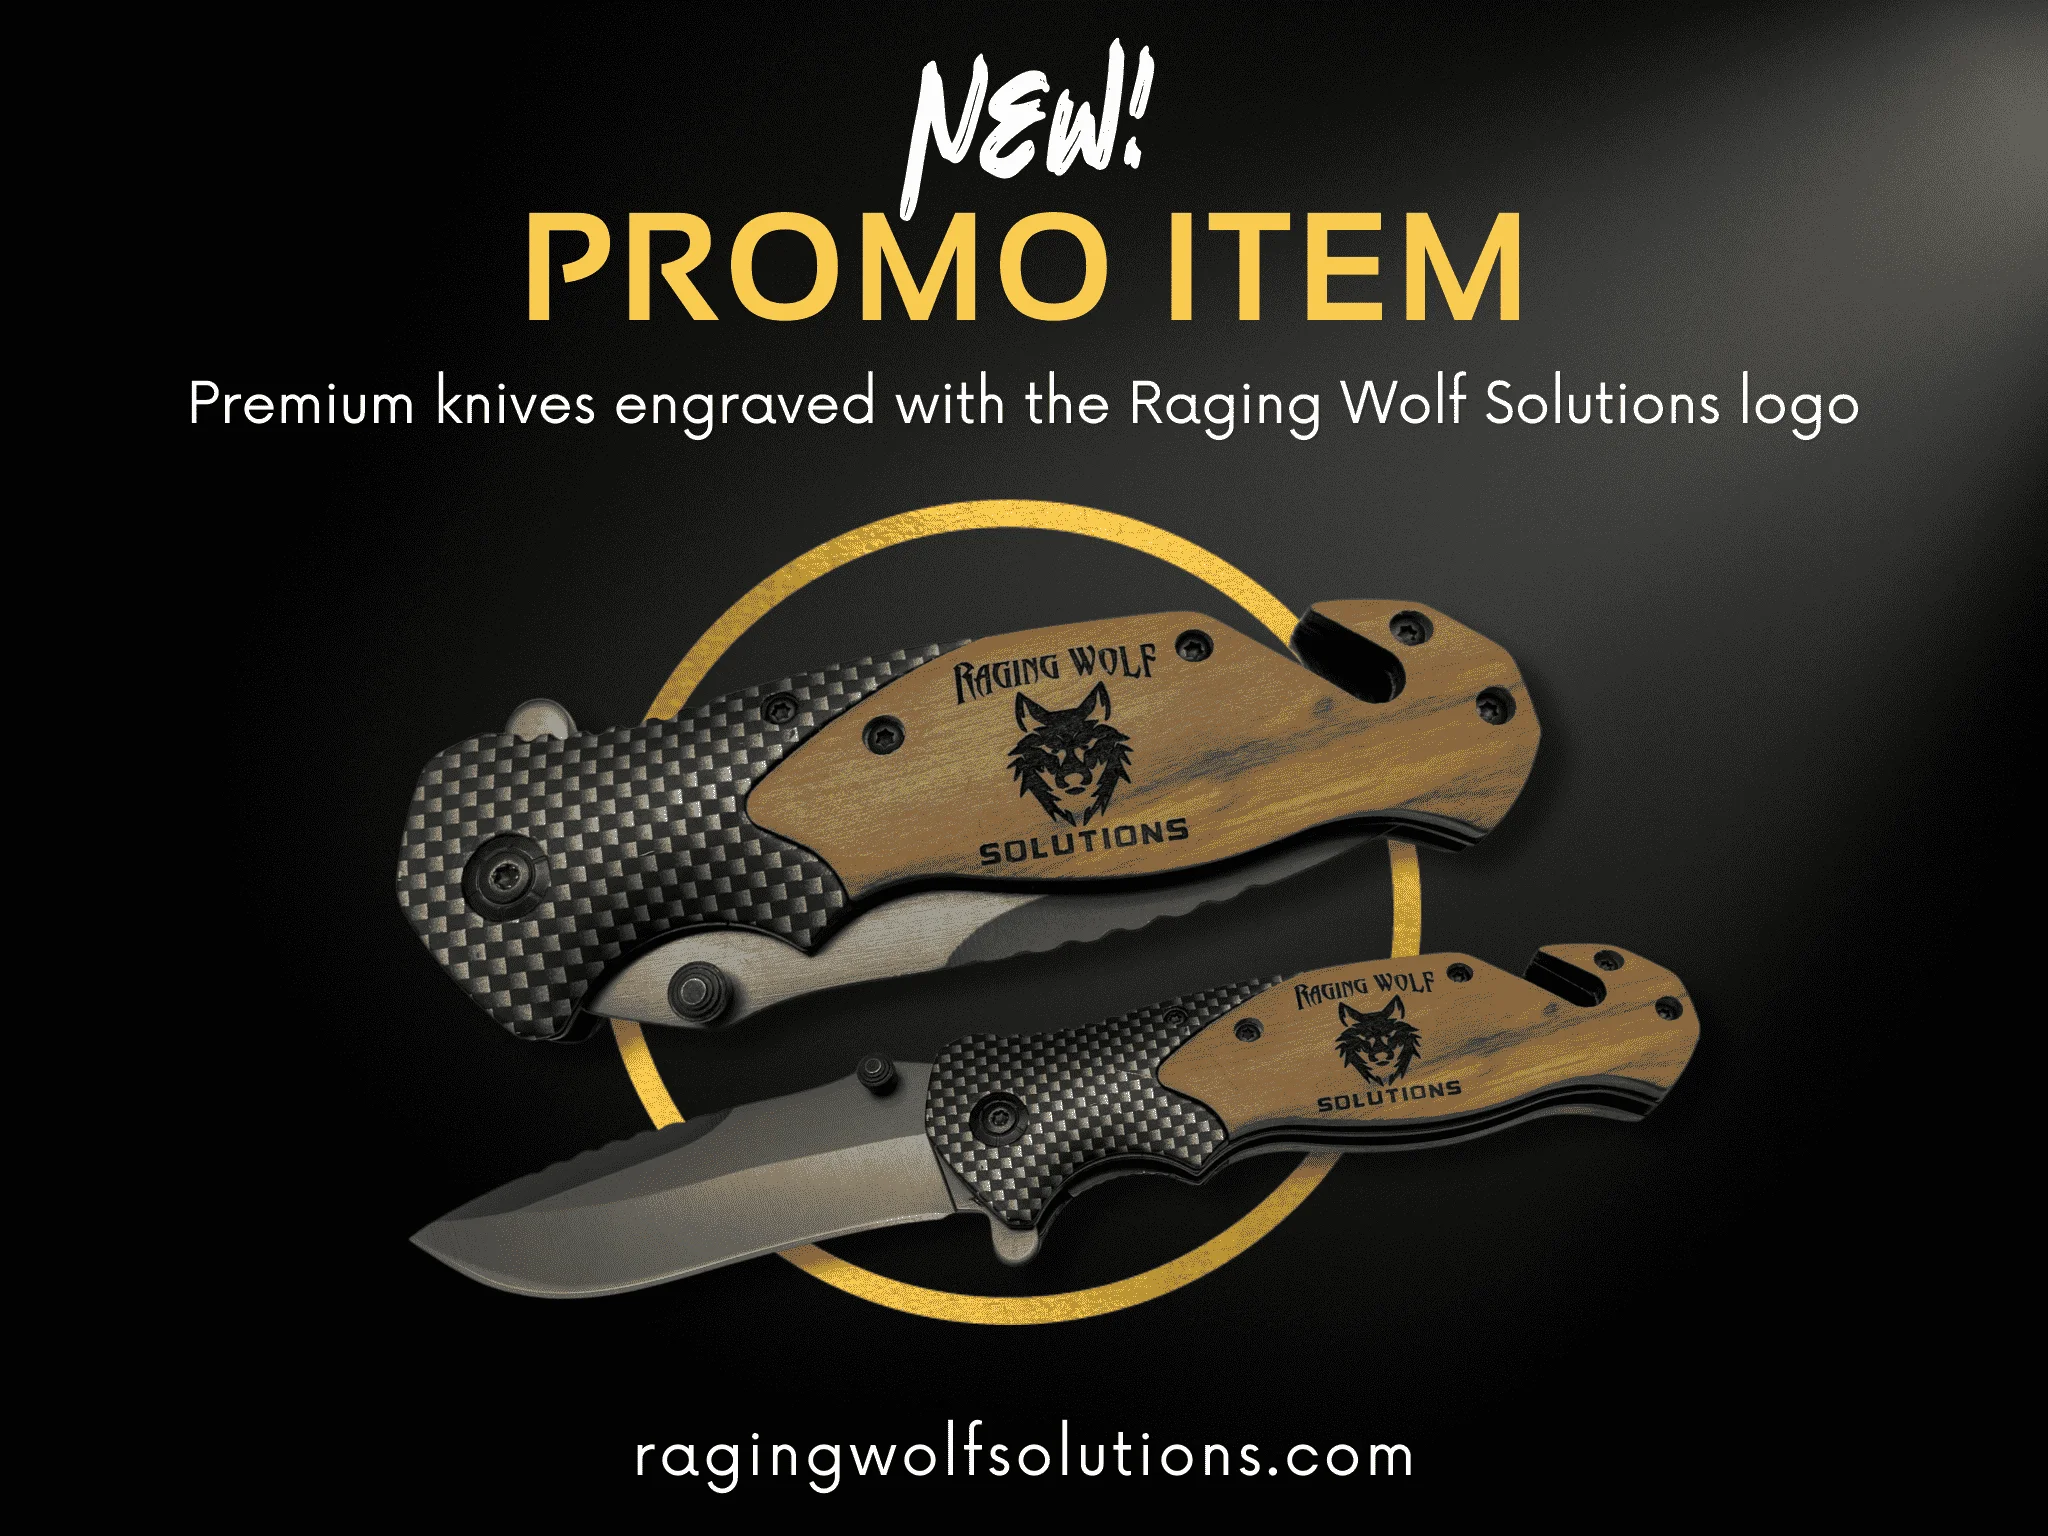 NEW!
PROMO ITEM
Premium knives engraved with the Raging Wolf Solutions logo
RAGING WOLF
SOLUTIONS
RAGING WOLF
SOLUTIONS
ragingwolfsolutions.com